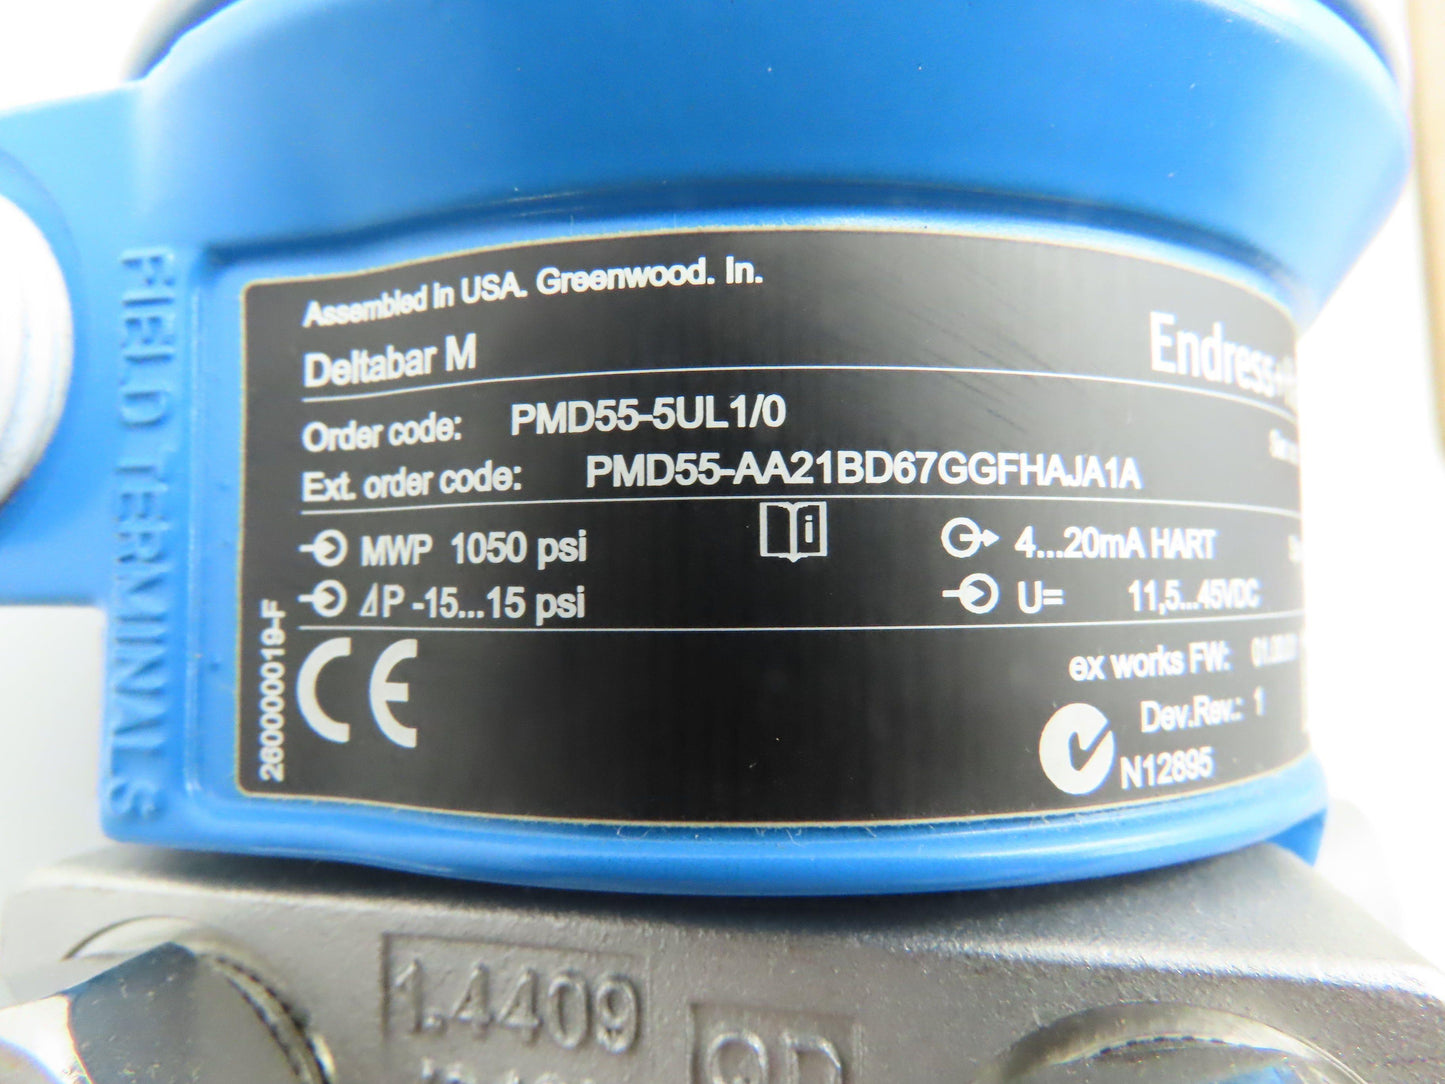 Assembled in USA. Greenwood. In.
Deltabar M
Endress+
Order code: PMD55-5UL1/0
Ext. order code: PMD55-AA21BD67GGFHAJA1A
MWP 1050 psi
i
4...20mA HART
ΔP -15...15 psi
U= 11,5...45VDC
ex works FW:
Dev.Rev.: 1
N12895
CE
260000019-F
FIELD TERMINALS
1.4409